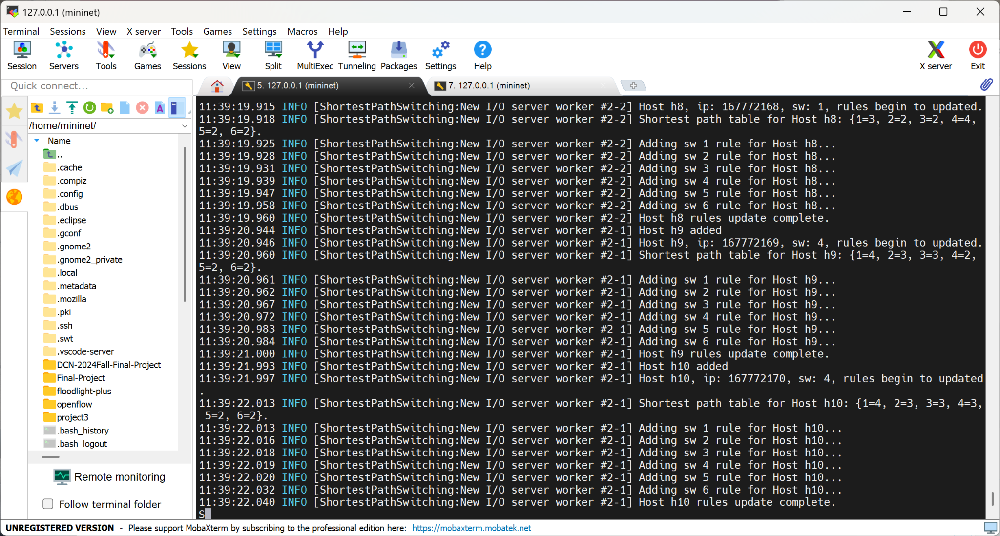 127.0.0.1 (mininet)
Terminal Sessions View X server Tools Games Settings Macros Help
Session Servers Tools Games Sessions View Split MultiExec Tunneling Packages Settings Help X server Exit
Quick connect...
5. 127.0.0.1 (mininet)
7. 127.0.0.1 (mininet)
/home/mininet/
Name
..
.cache
.compiz
.config
.dbus
.eclipse
.gconf
.gnome2
.gnome2_private
.local
.metadata
.mozilla
.pki
.ssh
.swt
.vscode-server
DCN-2024Fall-Final-Project
Final-Project
floodlight-plus
openflow
project3
.bash_history
.bash_logout
Remote monitoring
Follow terminal folder
11:39:19.915 INFO [ShortestPathSwitching:New I/O server worker #2-2] Host h8, ip: 167772168, sw: 1, rules begin to updated.
11:39:19.918 INFO [ShortestPathSwitching:New I/O server worker #2-2] Shortest path table for Host h8: {1=3, 2=2, 3=2, 4=4,
5=2, 6=2}.
11:39:19.925 INFO [ShortestPathSwitching:New I/O server worker #2-2] Adding sw 1 rule for Host h8...
11:39:19.928 INFO [ShortestPathSwitching:New I/O server worker #2-2] Adding sw 2 rule for Host h8...
11:39:19.931 INFO [ShortestPathSwitching:New I/O server worker #2-2] Adding sw 3 rule for Host h8...
11:39:19.939 INFO [ShortestPathSwitching:New I/O server worker #2-2] Adding sw 4 rule for Host h8...
11:39:19.947 INFO [ShortestPathSwitching:New I/O server worker #2-2] Adding sw 5 rule for Host h8...
11:39:19.958 INFO [ShortestPathSwitching:New I/O server worker #2-2] Adding sw 6 rule for Host h8...
11:39:19.960 INFO [ShortestPathSwitching:New I/O server worker #2-2] Host h8 rules update complete.
11:39:20.944 INFO [ShortestPathSwitching:New I/O server worker #2-1] Host h9 added
11:39:20.946 INFO [ShortestPathSwitching:New I/O server worker #2-1] Host h9, ip: 167772169, sw: 4, rules begin to updated.
11:39:20.960 INFO [ShortestPathSwitching:New I/O server worker #2-1] Shortest path table for Host h9: {1=4, 2=3, 3=3, 4=2,
5=2, 6=2}.
11:39:20.961 INFO [ShortestPathSwitching:New I/O server worker #2-1] Adding sw 1 rule for Host h9...
11:39:20.962 INFO [ShortestPathSwitching:New I/O server worker #2-1] Adding sw 2 rule for Host h9...
11:39:20.967 INFO [ShortestPathSwitching:New I/O server worker #2-1] Adding sw 3 rule for Host h9...
11:39:20.972 INFO [ShortestPathSwitching:New I/O server worker #2-1] Adding sw 4 rule for Host h9...
11:39:20.983 INFO [ShortestPathSwitching:New I/O server worker #2-1] Adding sw 5 rule for Host h9...
11:39:20.984 INFO [ShortestPathSwitching:New I/O server worker #2-1] Adding sw 6 rule for Host h9...
11:39:21.000 INFO [ShortestPathSwitching:New I/O server worker #2-1] Host h9 rules update complete.
11:39:21.993 INFO [ShortestPathSwitching:New I/O server worker #2-1] Host h10 added
11:39:21.997 INFO [ShortestPathSwitching:New I/O server worker #2-1] Host h10, ip: 167772170, sw: 4, rules begin to updated
.
11:39:22.013 INFO [ShortestPathSwitching:New I/O server worker #2-1] Shortest path table for Host h10: {1=4, 2=3, 3=3, 4=3,
5=2, 6=2}.
11:39:22.013 INFO [ShortestPathSwitching:New I/O server worker #2-1] Adding sw 1 rule for Host h10...
11:39:22.016 INFO [ShortestPathSwitching:New I/O server worker #2-1] Adding sw 2 rule for Host h10...
11:39:22.018 INFO [ShortestPathSwitching:New I/O server worker #2-1] Adding sw 3 rule for Host h10...
11:39:22.019 INFO [ShortestPathSwitching:New I/O server worker #2-1] Adding sw 4 rule for Host h10...
11:39:22.020 INFO [ShortestPathSwitching:New I/O server worker #2-1] Adding sw 5 rule for Host h10...
11:39:22.032 INFO [ShortestPathSwitching:New I/O server worker #2-1] Adding sw 6 rule for Host h10...
11:39:22.040 INFO [ShortestPathSwitching:New I/O server worker #2-1] Host h10 rules update complete.
S
UNREGISTERED VERSION - Please support MobaXterm by subscribing to the professional edition here: https://mobaxterm.mobatek.net